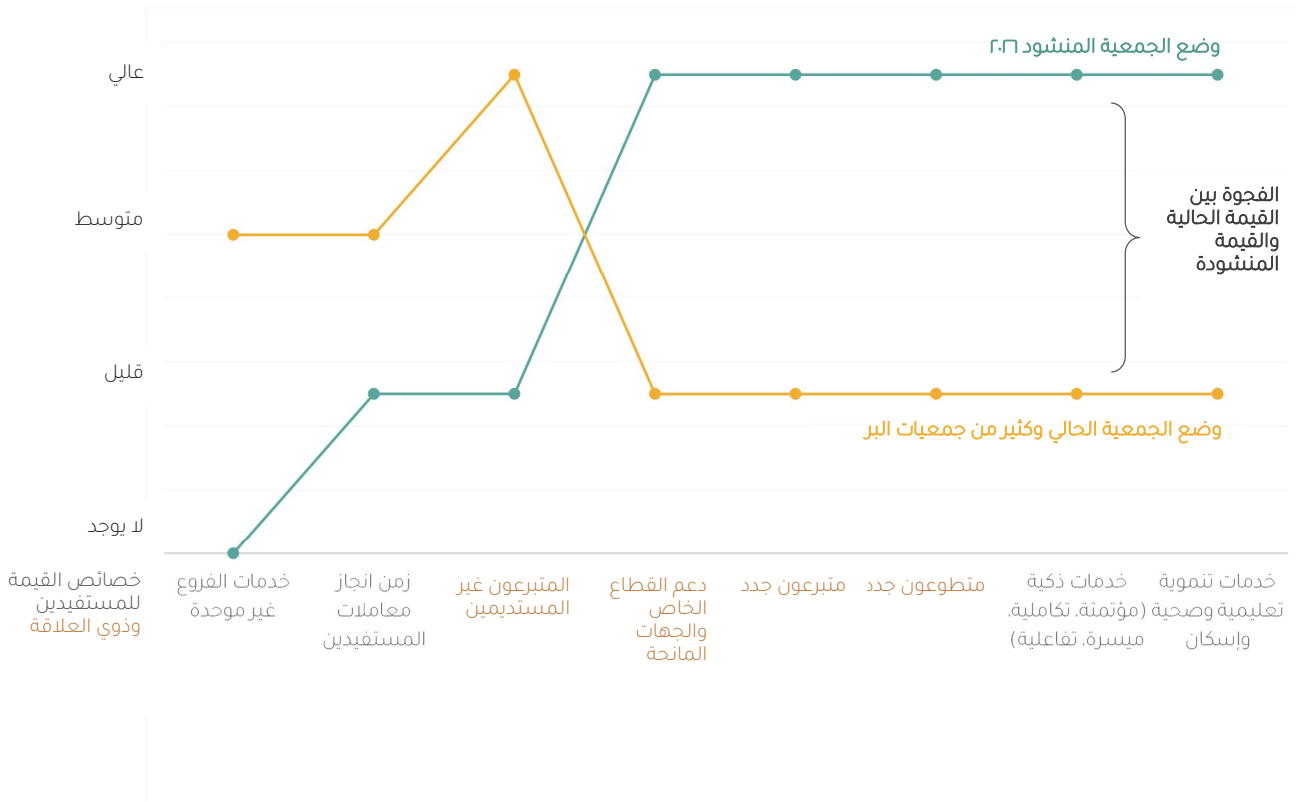 وضع الجمعية المنشود ٢٠٢٦
عالي
متوسط
قليل
لا يوجد
الفجوة بين
القيمة الحالية
والقيمة
المنشودة
وضع الجمعية الحالي وكثير من جمعيات البر
خصائص القيمة
للمستفيدين
وذوي العلاقة
خدمات الفروع
غير موحدة
زمن انجاز
معاملات
المستفيدين
المتبرعون غير
المستديمين
دعم القطاع
الخاص
والجهات
المانحة
متبرعون جدد
متطوعون جدد
خدمات ذكية
(مؤتمتة، تكاملية،
ميسرة، تفاعلية)
خدمات تنموية
تعليمية وصحية
وإسكان